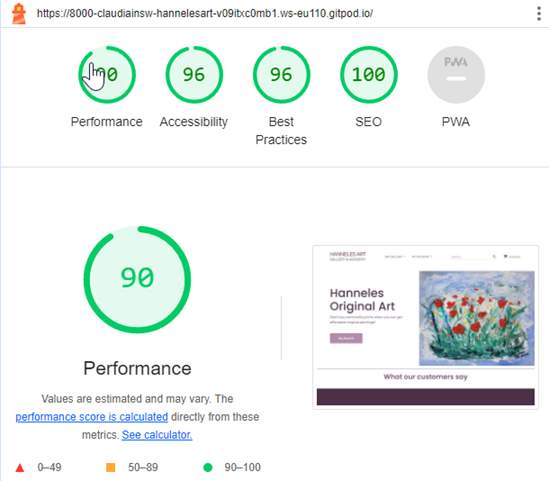 https://8000-claudiainsw-hannelesart-v09itxc0mb1.ws-eu110.gitpod.io/
96
96
100
PWA
Performance
Accessibility
Best
Practices
SEO
PWA
90
HANNELES ART
GALLERY & ACADEMY
Hanneles
Original Art
What our customers say
Performance
Values are estimated and may vary. The
performance score is calculated directly from these
metrics. See calculator.
0–49
50–89
90–100